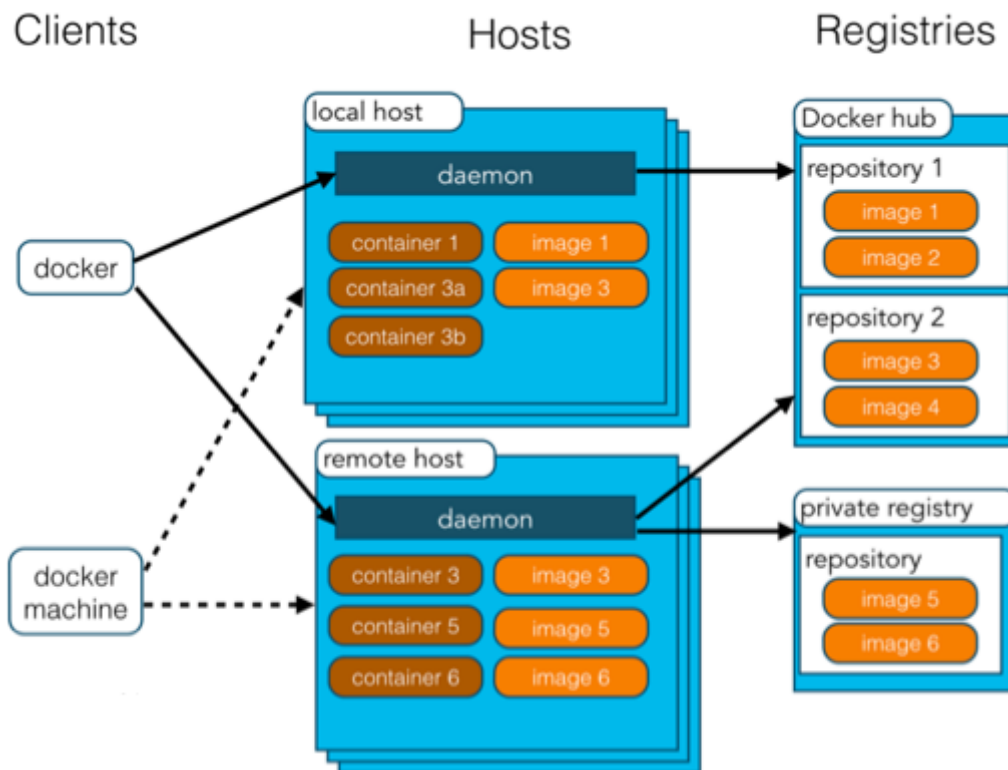 Clients
Hosts
Registries
local host
daemon
container 1
image 1
container 3a
image 3
container 3b
Docker hub
repository 1
image 1
image 2
repository 2
image 3
image 4
docker
docker
machine
remote host
daemon
container 3
image 3
container 5
image 5
container 6
image 6
private registry
repository
image 5
image 6